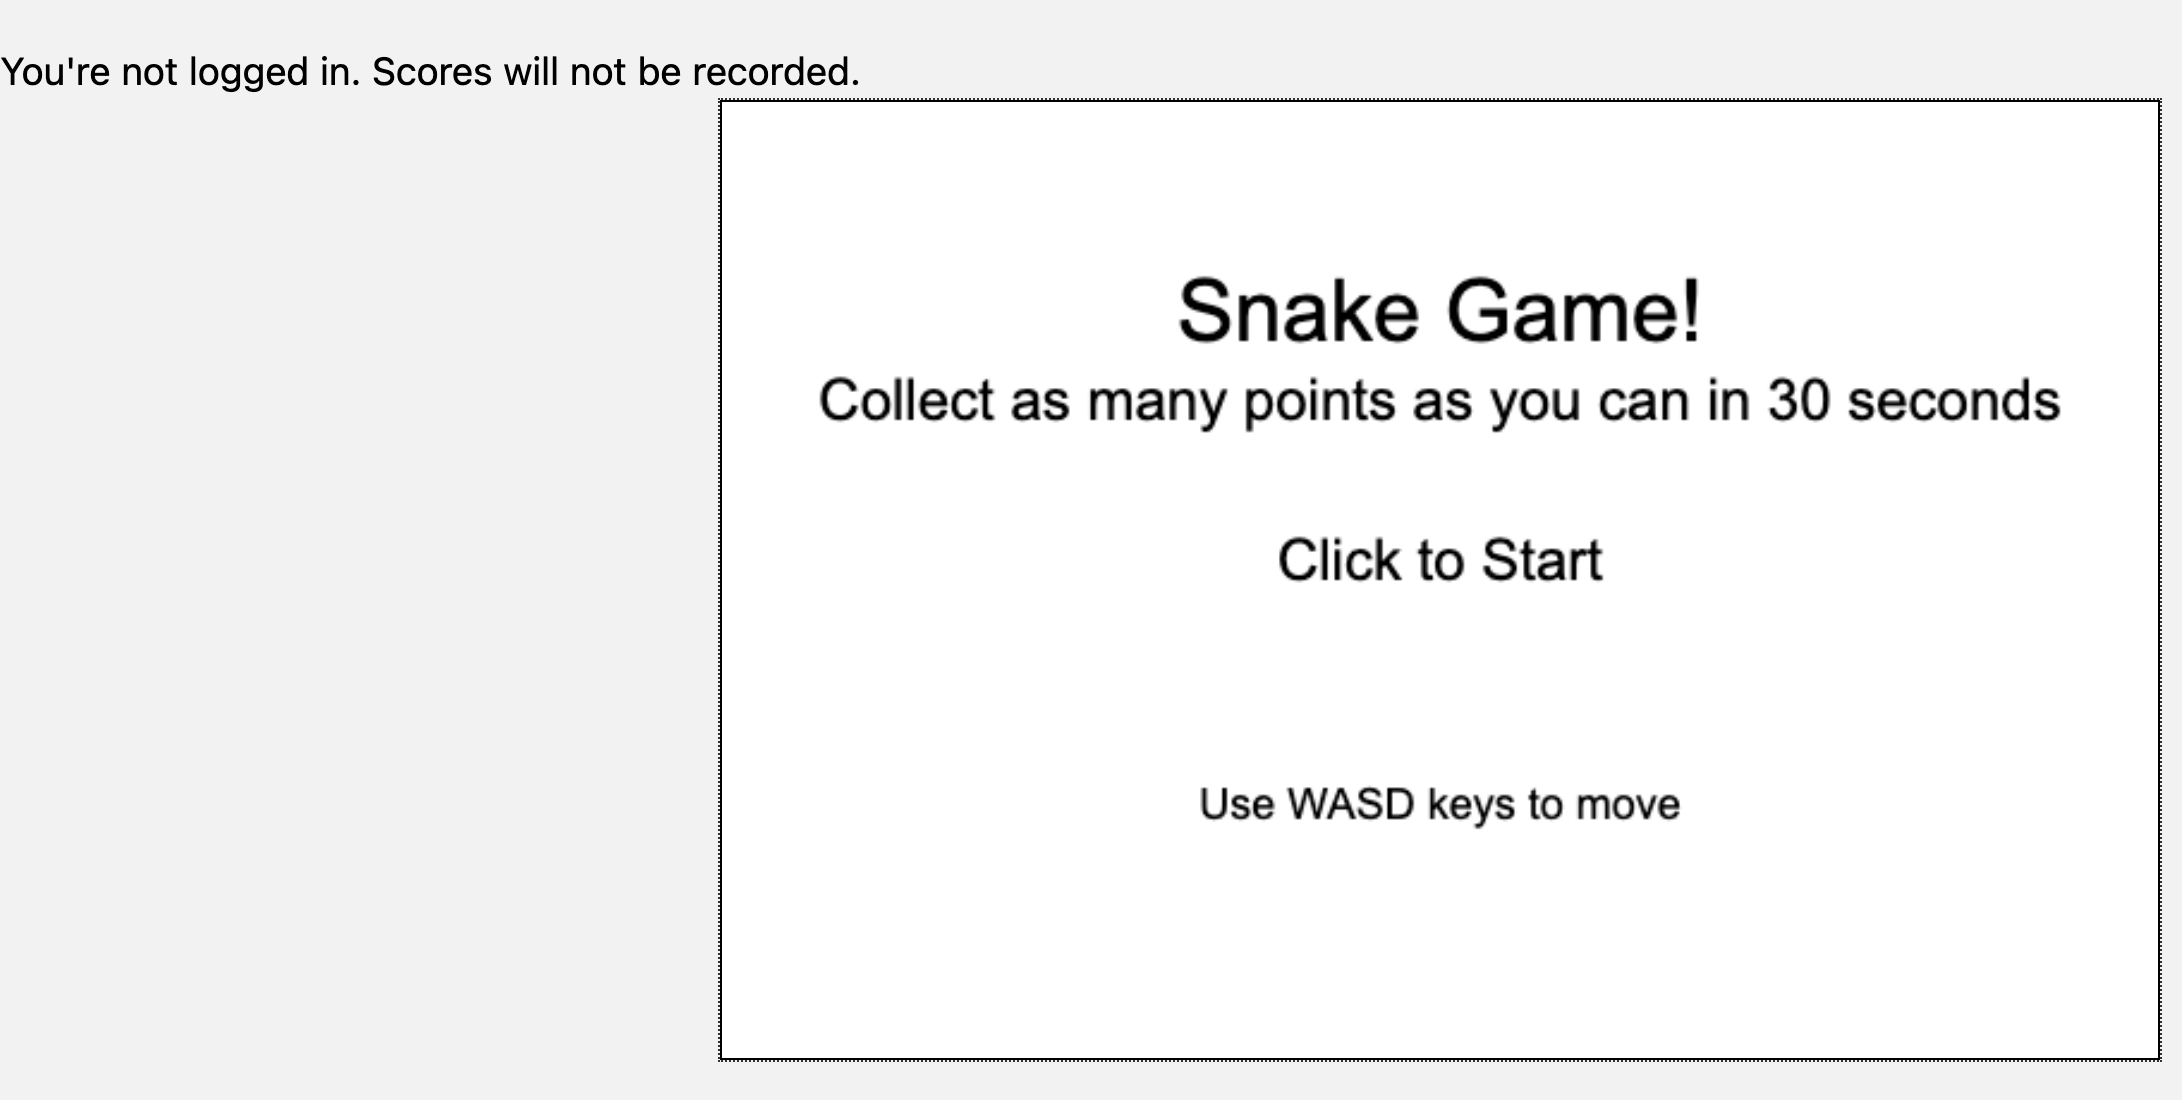 You're not logged in. Scores will not be recorded.
Snake Game!
Collect as many points as you can in 30 seconds
Click to Start
Use WASD keys to move